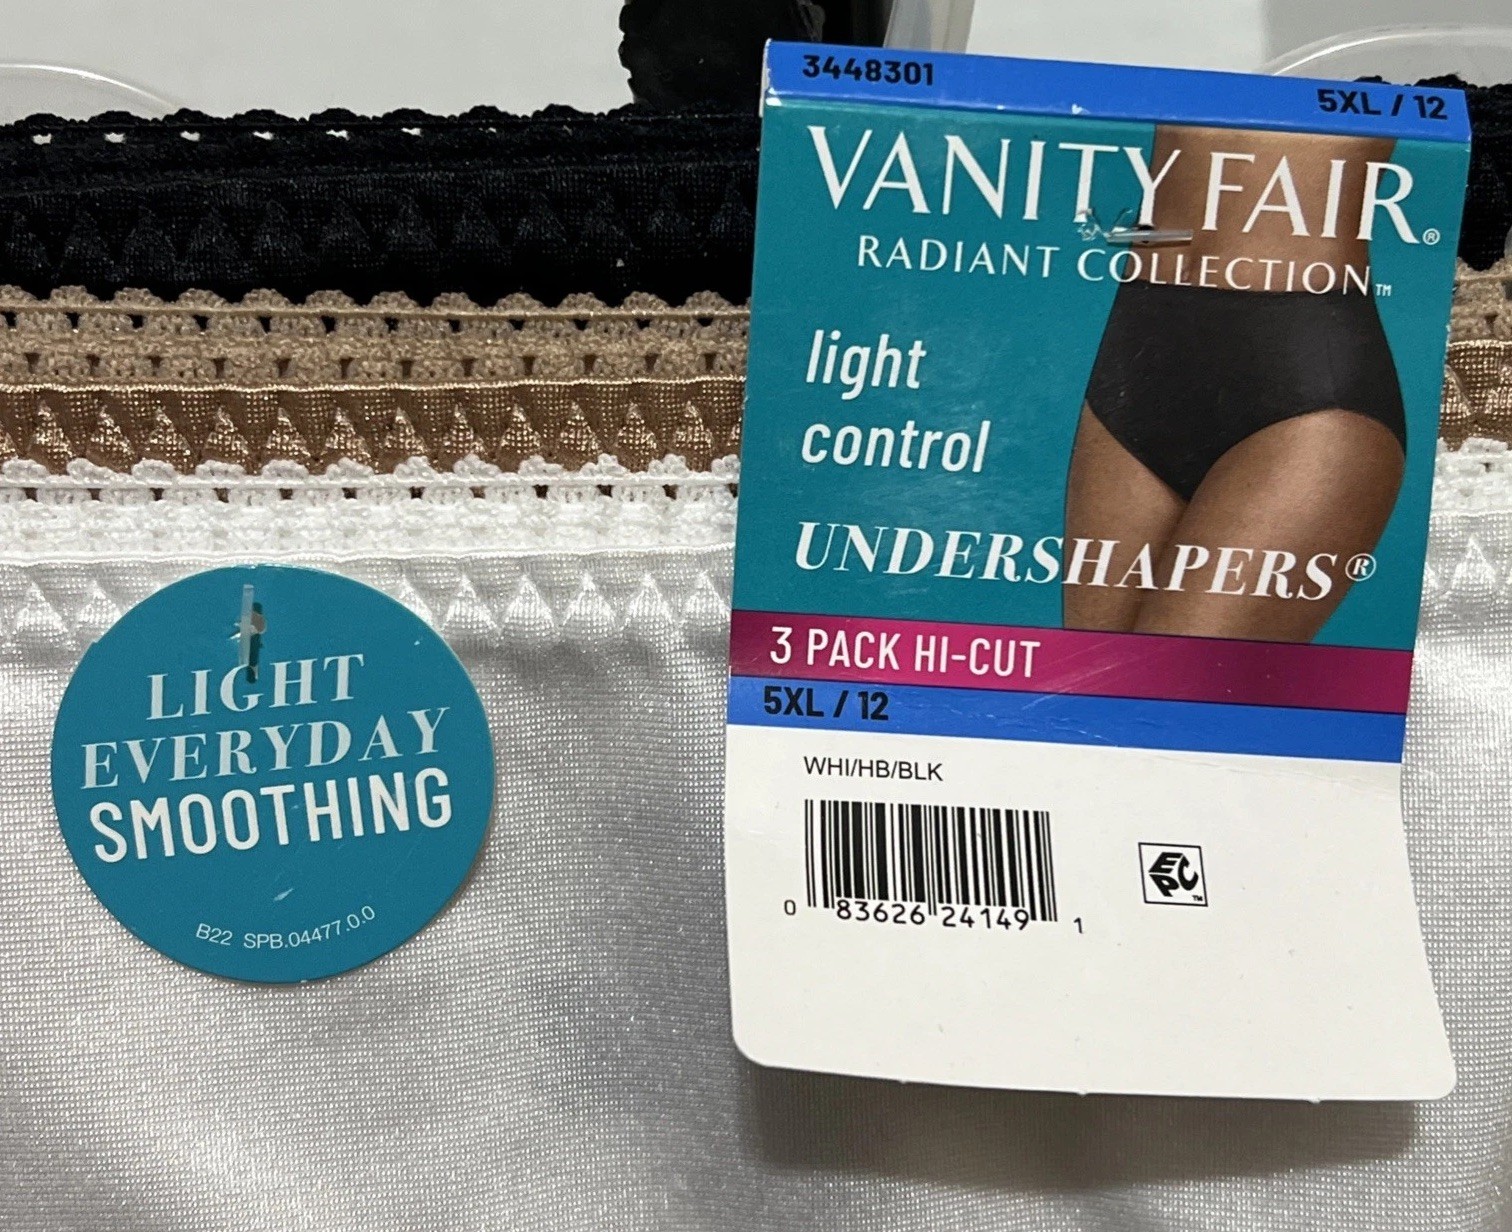 3448301
5XL / 12
VANITY FAIR®
RADIANT COLLECTION™
light
control
UNDERSHAPERS®
3 PACK HI-CUT
5XL / 12
WHI/HB/BLK
0 83626 24149 1
EPC™
LIGHT
EVERYDAY
SMOOTHING
B22 SPB.04477.0.0